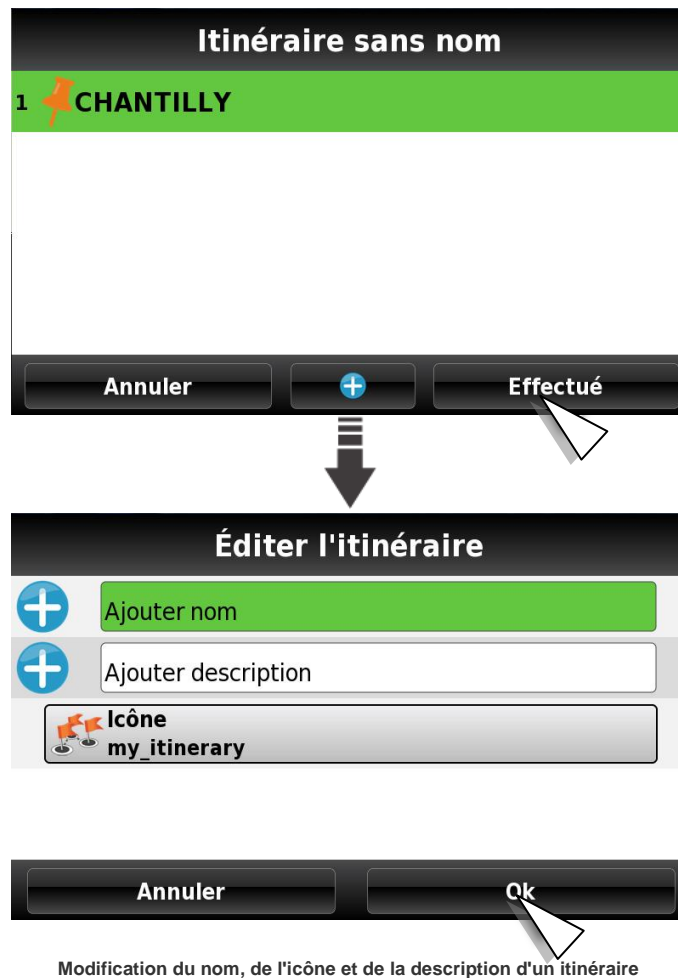 Itinéraire sans nom
1 CHANTILLY
Annuler Effectué
Éditer l'itinéraire
Ajouter nom
Ajouter description
Icône
my_itinerary
Annuler Ok
Modification du nom, de l'icône et de la description d'un itinéraire